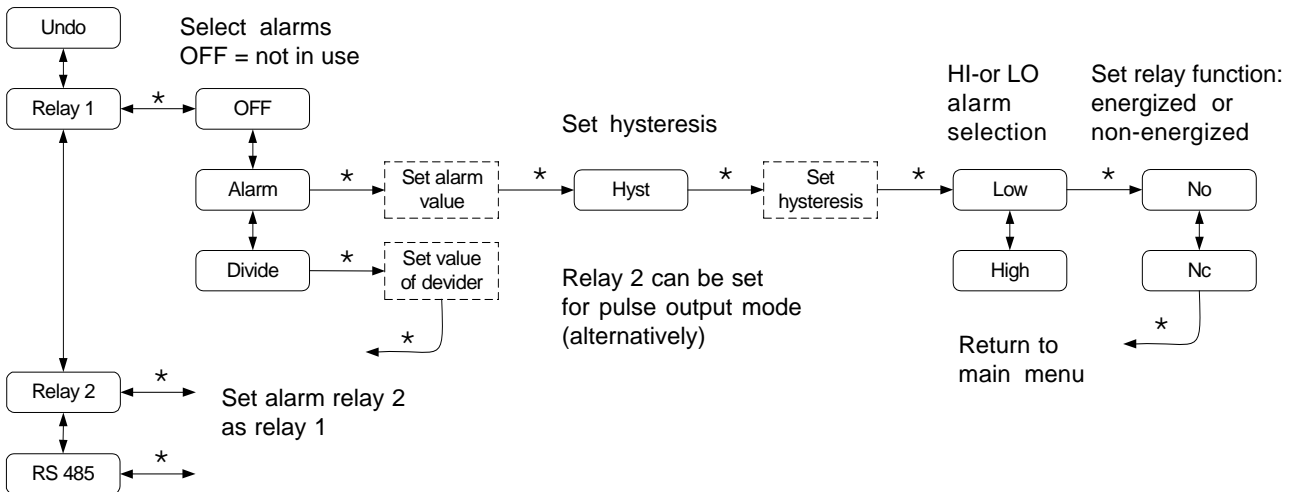 Undo
Select alarms
OFF = not in use
Relay 1
*
OFF
Set hysteresis
HI-or LO
alarm
selection
Set relay function:
energized or
non-energized
Alarm
*
Set alarm
value
*
Hyst
*
Set
hysteresis
*
Low
*
No
Divide
*
Set value
of devider
*
Relay 2 can be set
for pulse output mode
(alternatively)
High
Nc
*
Return to
main menu
Relay 2
*
Set alarm relay 2
as relay 1
RS 485
*